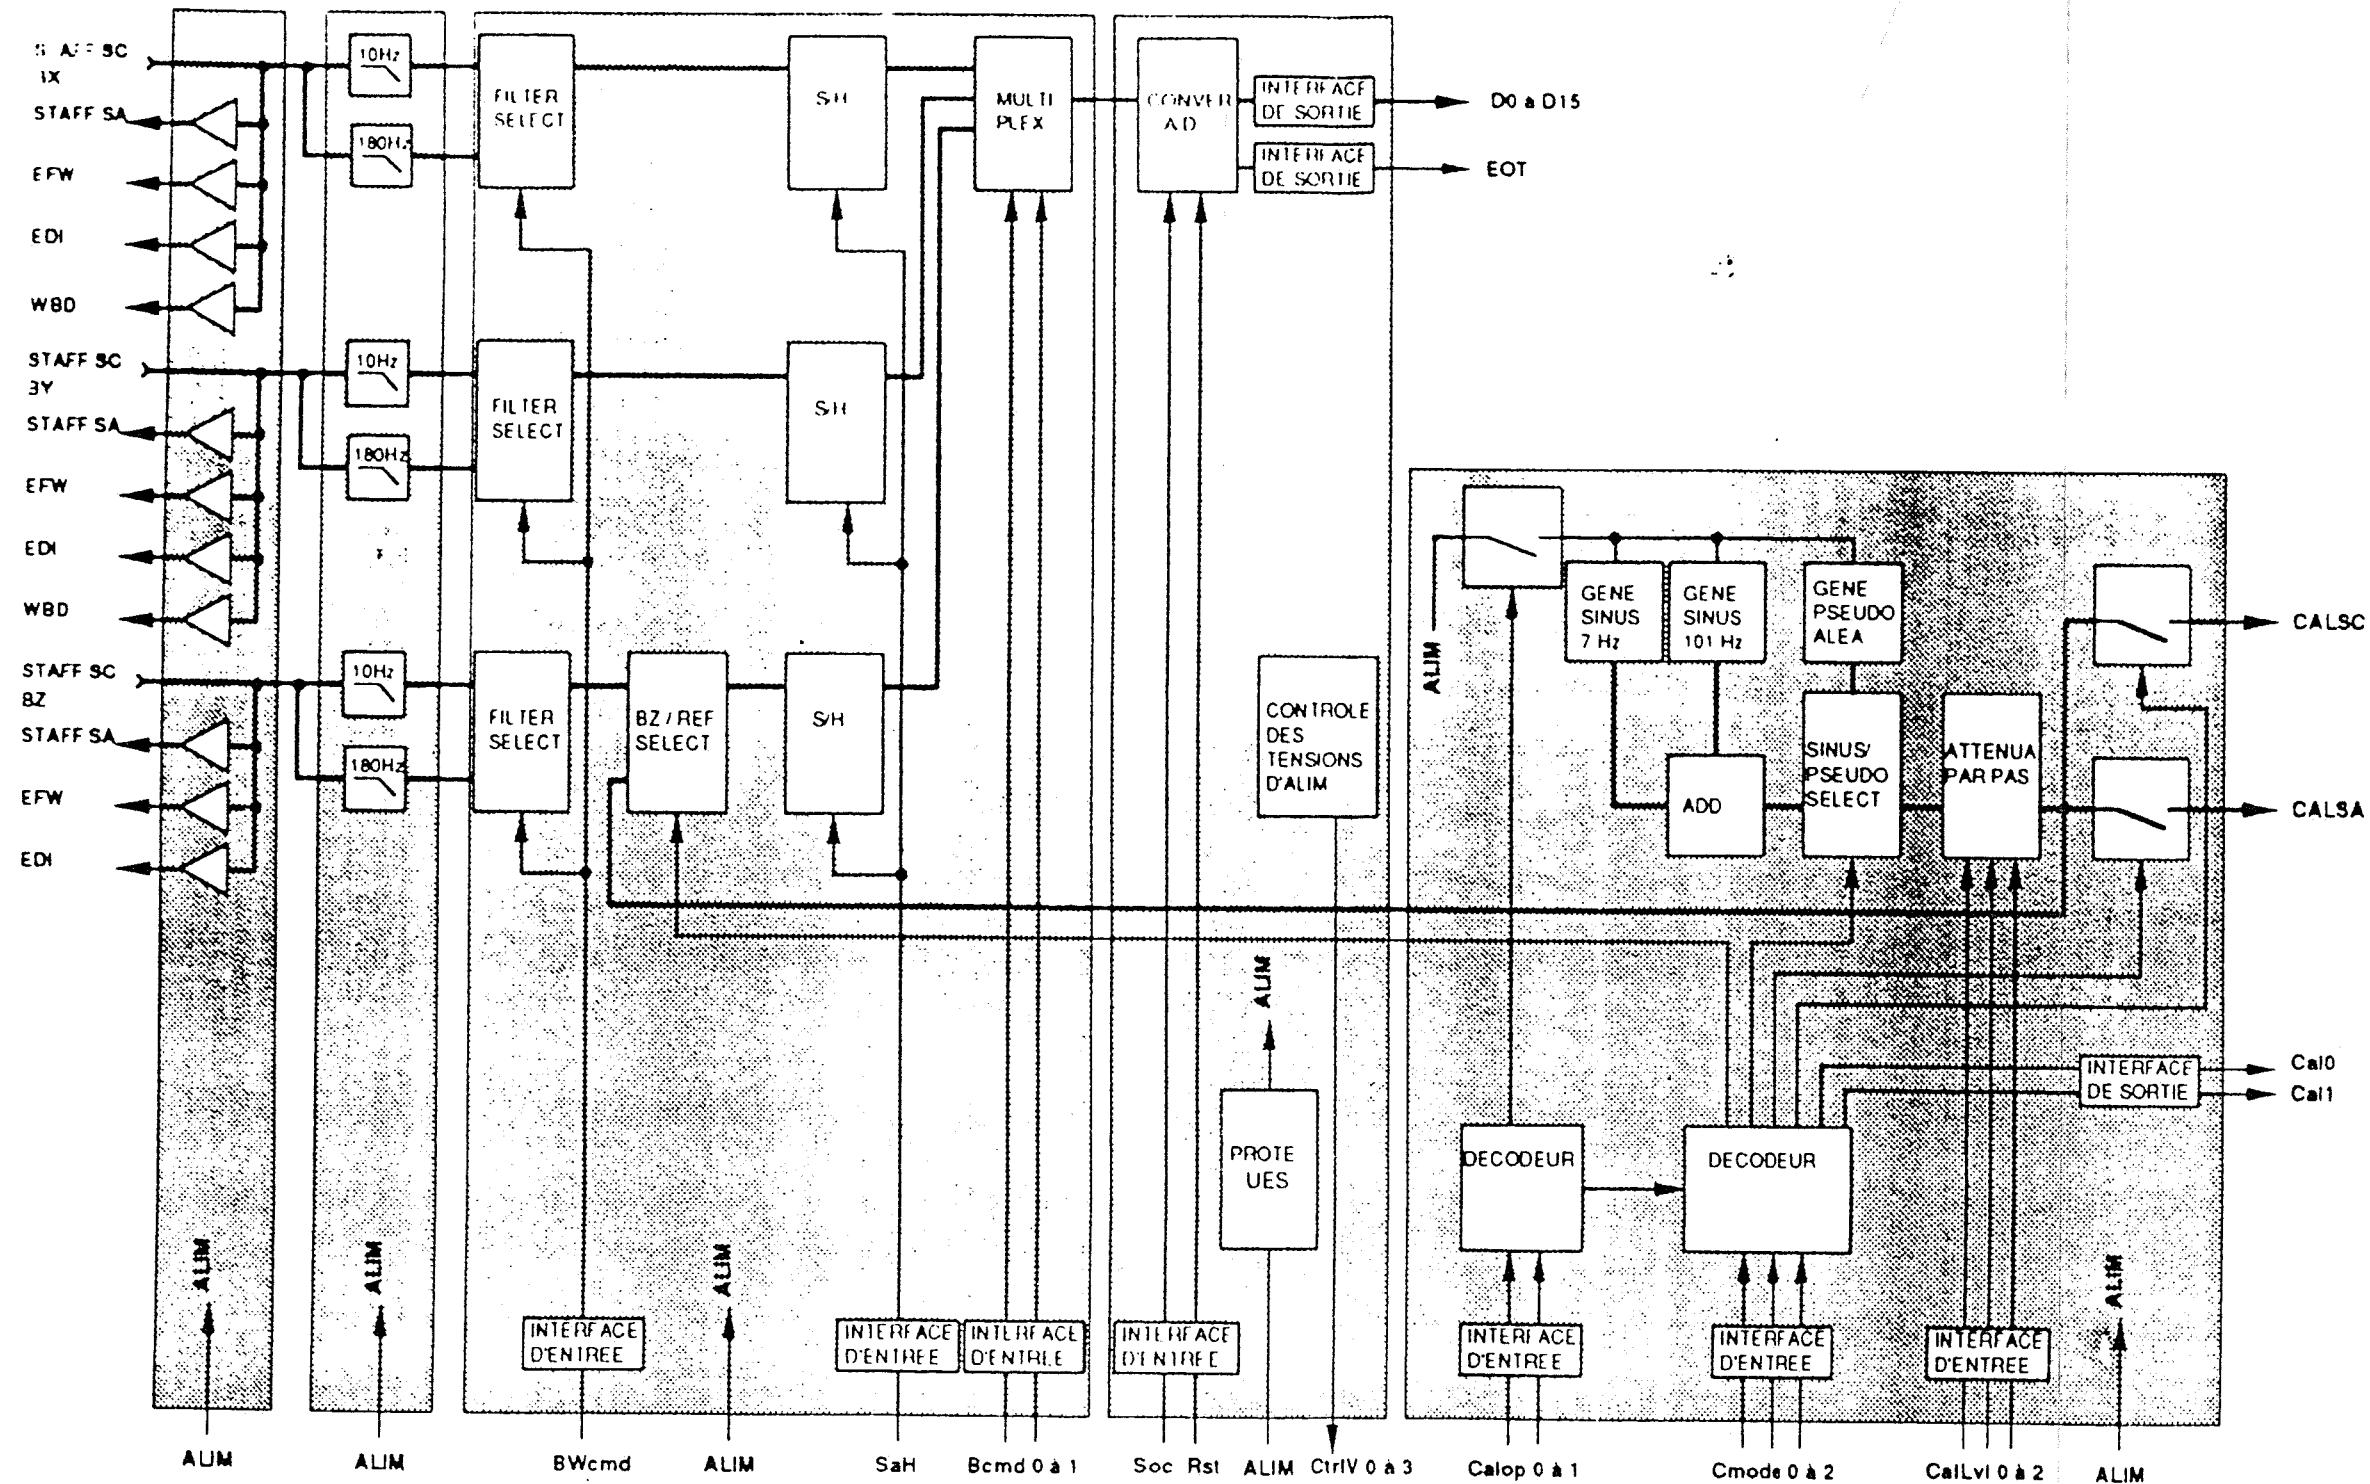 STAFF SA
EFW
EDI
WBD
STAFF SC
STAFF SA
EFW
EDI
WBD
STAFF SC
BZ
STAFF SA
EFW
EDI
10Hz
180Hz
10Hz
180Hz
10Hz
180Hz
FILTER
SELECT
S/H
MULTI
PLEX
CONVER
A/D
INTERFACE
DE SORTIE
D0 à D15
INTERFACE
DE SORTIE
EOT
FILTER
SELECT
S/H
FILTER
SELECT
BZ / REF
SELECT
S/H
CONTROLE
DES
TENSIONS
D'ALIM
ALIM
GENE
SINUS
7 Hz
GENE
SINUS
101 Hz
GENE
PSEUDO
ALEA
ADD
SINUS/
PSEUDO
SELECT
ATTENUA
PAR PAS
CALSC
CALSA
ALIM
PROTE
UES
DECODEUR
DECODEUR
INTERFACE
DE SORTIE
Cal0
Cal1
ALIM
ALIM
ALIM
ALIM
INTERFACE
D'ENTREE
INTERFACE
D'ENTREE
INTERFACE
D'ENTREE
INTERFACE
D'ENTREE
INTERFACE
D'ENTREE
INTERFACE
D'ENTREE
INTERFACE
D'ENTREE
ALIM
ALIM
BWcmd
ALIM
SaH
Bcmd 0 à 1
Soc
Rst
ALIM
CtrlV 0 à 3
Calop 0 à 1
Cmode 0 à 2
CalLvl 0 à 2
ALIM